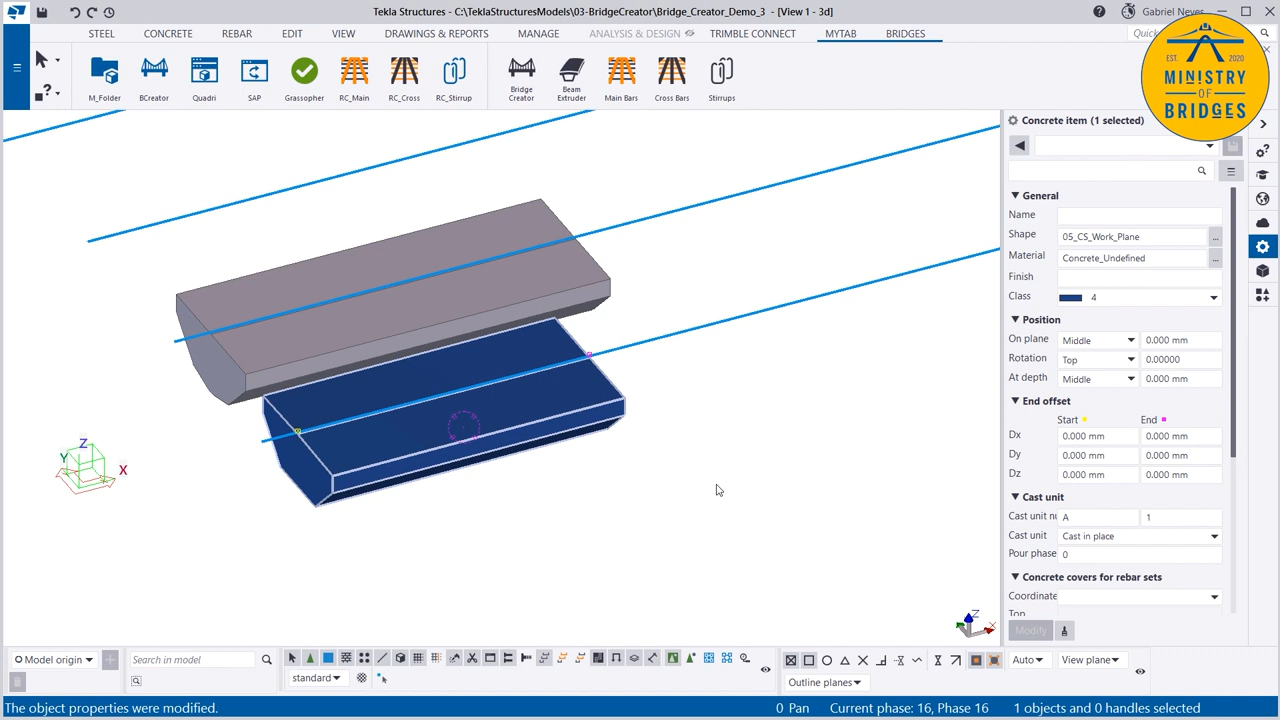 Tekla Structures - C:\TeklaStructuresModels\03-BridgeCreator\Bridge_Creator_Demo_3 - [View 1 - 3d]
Gabriel Neves
STEEL CONCRETE REBAR EDIT VIEW DRAWINGS & REPORTS MANAGE ANALYSIS & DESIGN TRIMBLE CONNECT MYTAB BRIDGES
M_Folder BCreator Quadri SAP Grassopher RC_Main RC_Cross RC_Stirrup Bridge Creator Beam Extruder Main Bars Cross Bars Stirrups
EST. 2020
MINISTRY
OF
BRIDGES
Concrete item (1 selected)
General
Name
Shape 05_CS_Work_Plane ...
Material Concrete_Undefined ...
Finish
Class 4
Position
On plane Middle 0.000 mm
Rotation Top 0.00000
At depth Middle 0.000 mm
End offset
Start End
Dx 0.000 mm 0.000 mm
Dy 0.000 mm 0.000 mm
Dz 0.000 mm 0.000 mm
Cast unit
Cast unit nu A 1
Cast unit Cast in place
Pour phase 0
Concrete covers for rebar sets
Coordinate
Top
Modify
Z
Y
X
Z
X
Model origin Search in model
standard
Auto View plane
Outline planes
The object properties were modified. 0 Pan Current phase: 16, Phase 16 1 objects and 0 handles selected